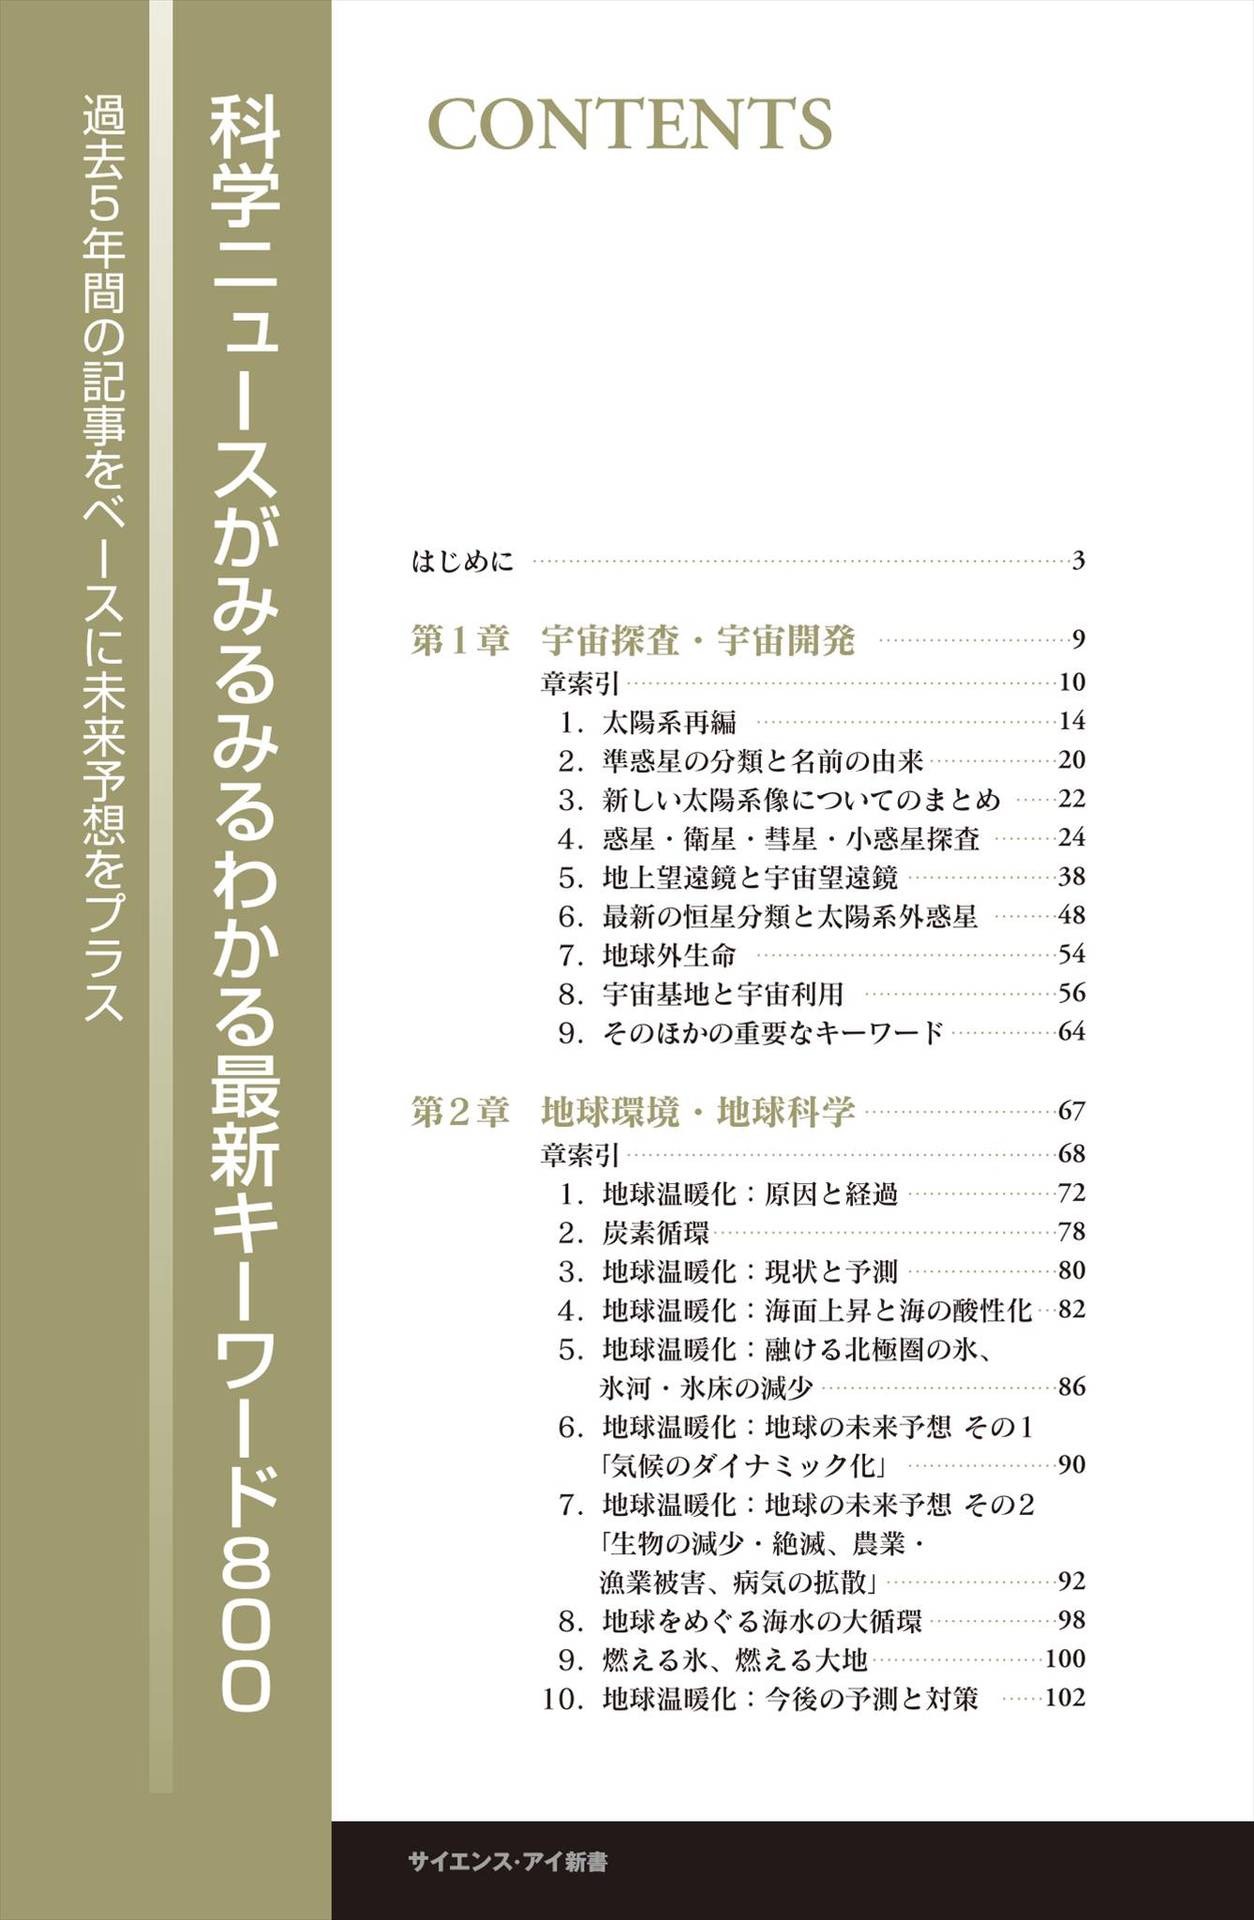 科学ニュースがみるみるわかる最新キーワード800
過去5年間の記事をベースに未来予想をプラス
CONTENTS
はじめに 3
第1章 宇宙探査・宇宙開発 9
章索引 10
1. 太陽系再編 14
2. 準惑星の分類と名前の由来 20
3. 新しい太陽系像についてのまとめ 22
4. 惑星・衛星・彗星・小惑星探査 24
5. 地上望遠鏡と宇宙望遠鏡 38
6. 最新の恒星分類と太陽系外惑星 48
7. 地球外生命 54
8. 宇宙基地と宇宙利用 56
9. そのほかの重要なキーワード 64
第2章 地球環境・地球科学 67
章索引 68
1. 地球温暖化：原因と経過 72
2. 炭素循環 78
3. 地球温暖化：現状と予測 80
4. 地球温暖化：海面上昇と海の酸性化 82
5. 地球温暖化：融ける北極圏の氷、
氷河・氷床の減少 86
6. 地球温暖化：地球の未来予想 その1
「気候のダイナミック化」 90
7. 地球温暖化：地球の未来予想 その2
「生物の減少・絶滅、農業・
漁業被害、病気の拡散」 92
8. 地球をめぐる海水の大循環 98
9. 燃える氷、燃える大地 100
10. 地球温暖化：今後の予測と対策 102
サイエンス・アイ新書